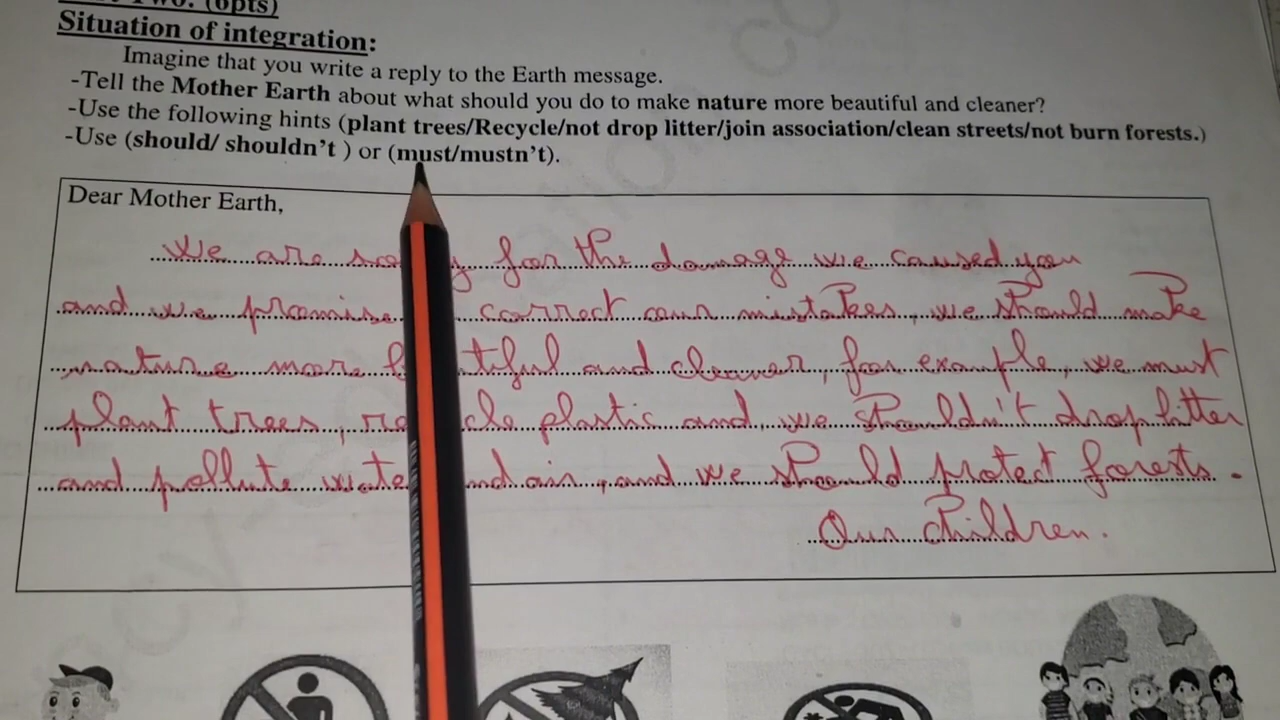 (6pts)
Situation of integration:
Imagine that you write a reply to the Earth message.
-Tell the Mother Earth about what should you do to make nature more beautiful and cleaner?
-Use the following hints (plant trees/Recycle/not drop litter/join association/clean streets/not burn forests.)
-Use (should/ shouldn't ) or (must/mustn't).
Dear Mother Earth,
We are for the damage we caused you
and we promise correct our mistakes, we should make
nature more and cleaner, for example, we must
plant trees, plastic and, we shouldn't drop litter
and pollute air, and we should protect forests.
Our children.